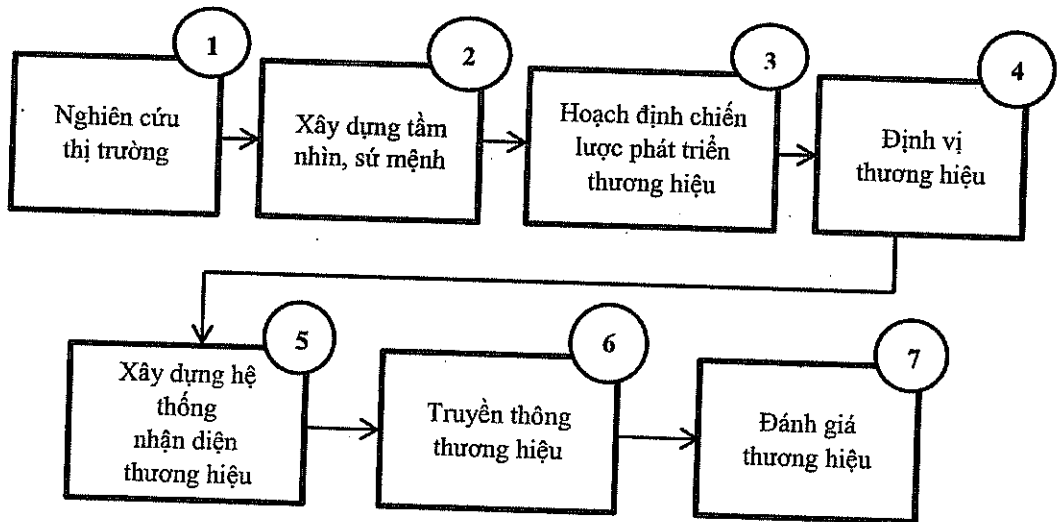 1
Nghiên cứu
thị trường
2
Xây dựng tầm
nhìn, sứ mệnh
3
Hoạch định chiến
lược phát triển
thương hiệu
4
Định vị
thương hiệu
5
Xây dựng hệ
thống
nhận diện
thương hiệu
6
Truyền thông
thương hiệu
7
Đánh giá
thương hiệu